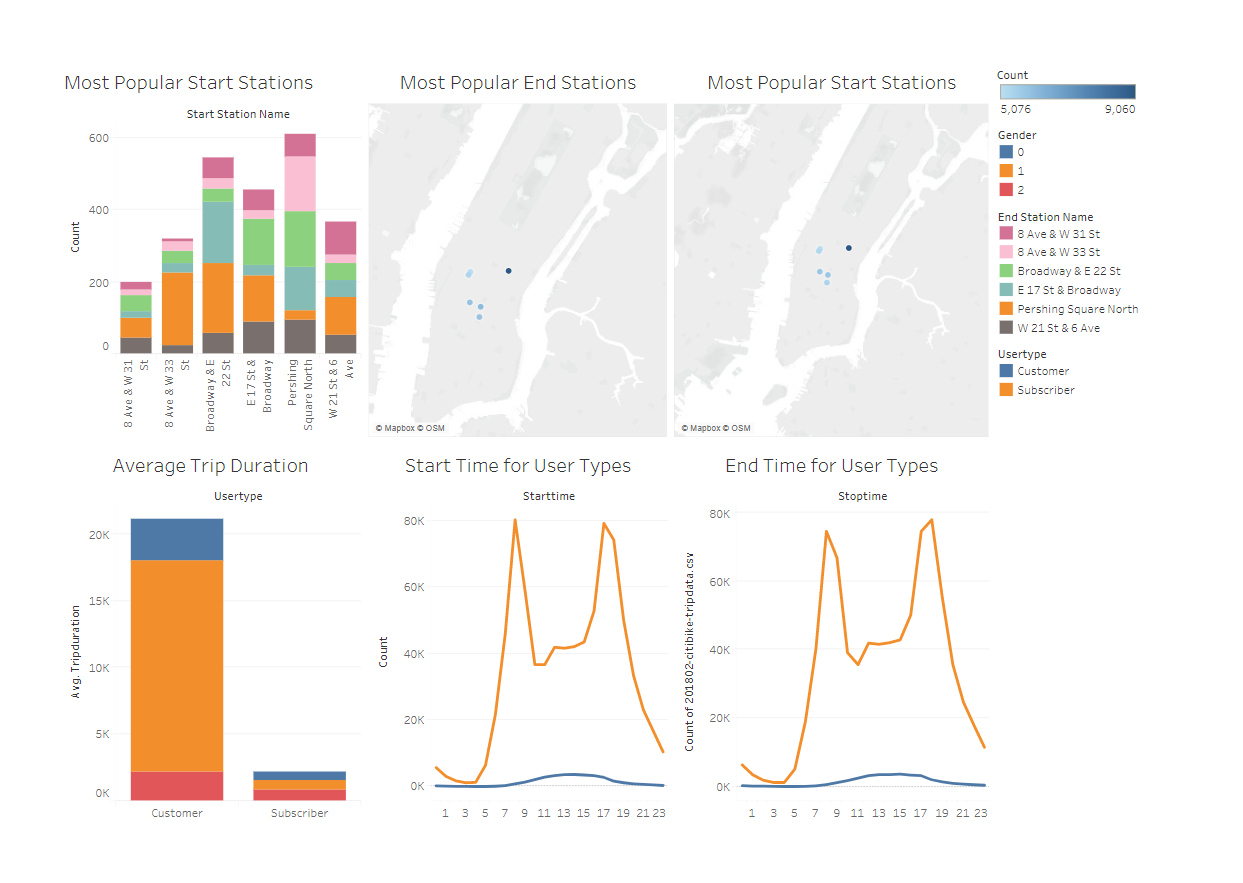 Most Popular Start Stations
Start Station Name
600
400
200
0
Count
8 Ave & W 31
St
8 Ave & W 33
St
Broadway & E
22 St
E 17 St &
Broadway
Pershing
Square North
W 21 St & 6
Ave
Most Popular End Stations
© Mapbox © OSM
Most Popular Start Stations
© Mapbox © OSM
Count
5,076 9,060
Gender
0
1
2
End Station Name
8 Ave & W 31 St
8 Ave & W 33 St
Broadway & E 22 St
E 17 St & Broadway
Pershing Square North
W 21 St & 6 Ave
Usertype
Customer
Subscriber
Average Trip Duration
Usertype
20K
15K
10K
5K
0K
Avg. Tripduration
Customer Subscriber
Start Time for User Types
Starttime
80K
60K
40K
20K
0K
Count
1 3 5 7 9 11 13 15 17 19 21 23
End Time for User Types
Stoptime
80K
60K
40K
20K
0K
Count of 201802-citibike-tripdata.csv
1 3 5 7 9 11 13 15 17 19 21 23